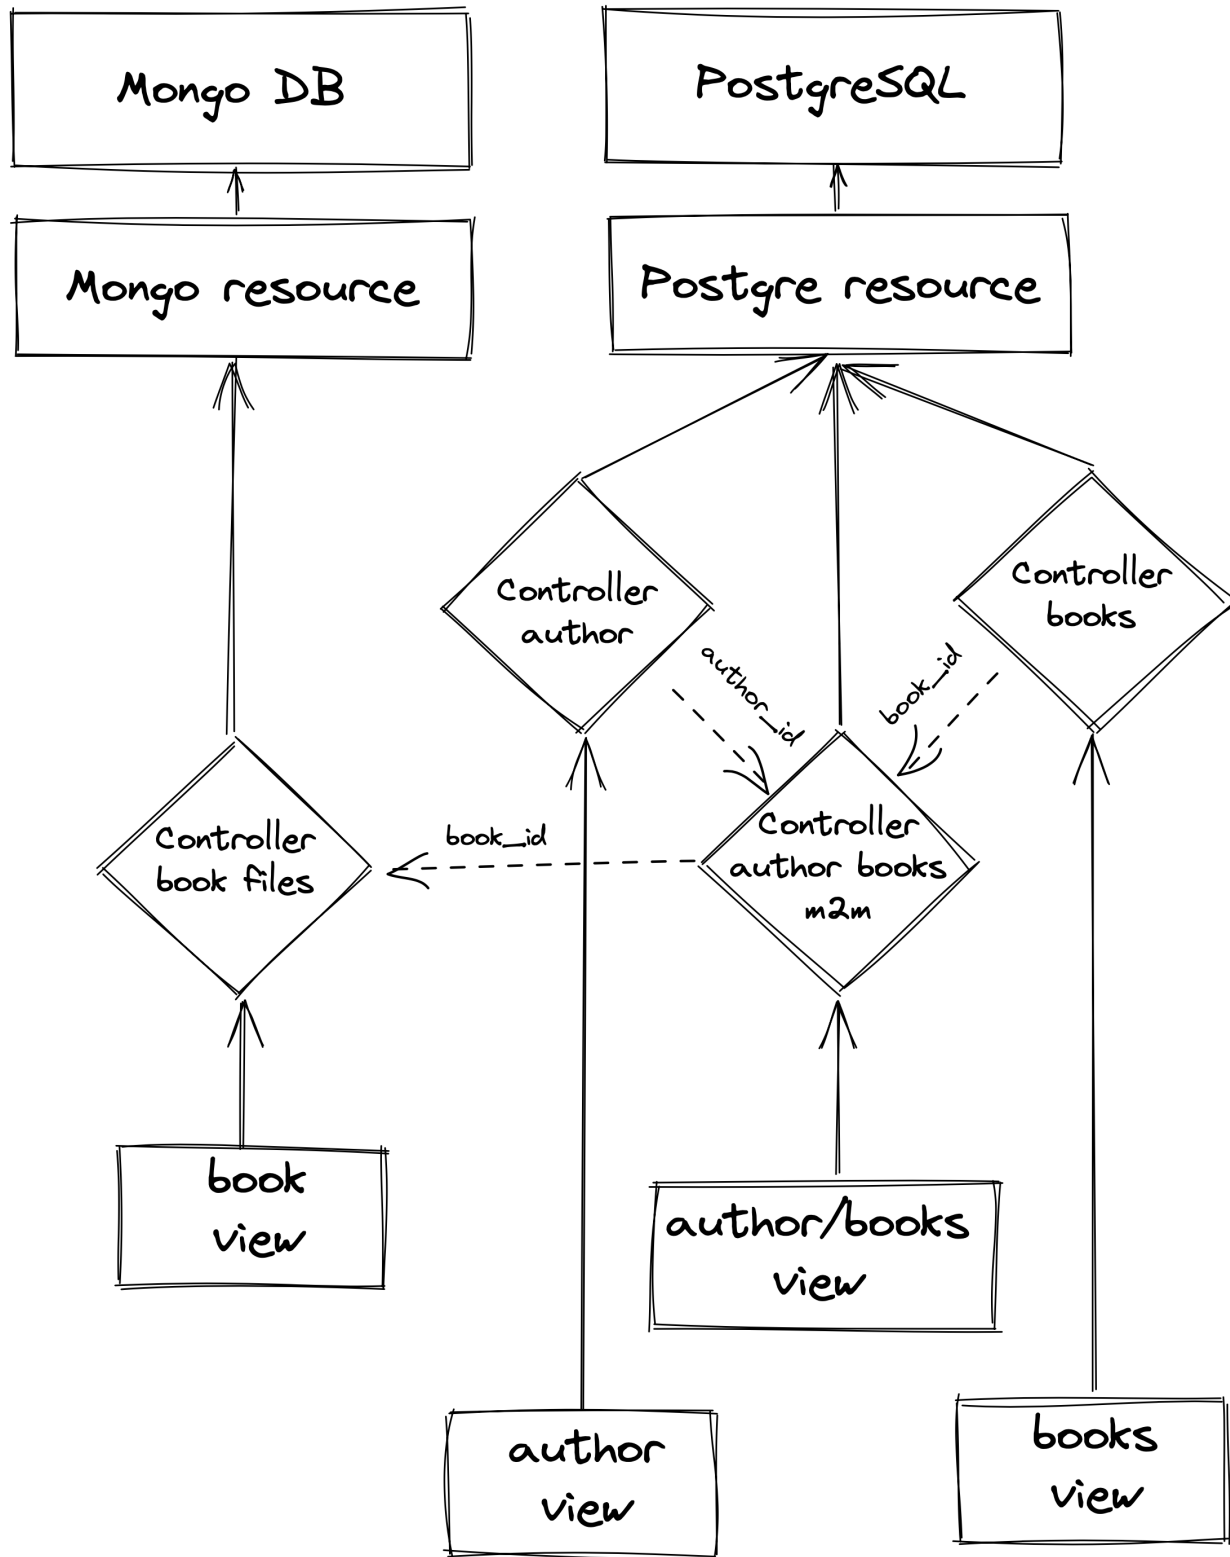 Mongo DB
PostgreSQL
Mongo resource
Postgre resource
Controller
author
Controller
books
author_id
book_id
Controller
book files
book_id
Controller
author books
m2m
book
view
author/books
view
author
view
books
view